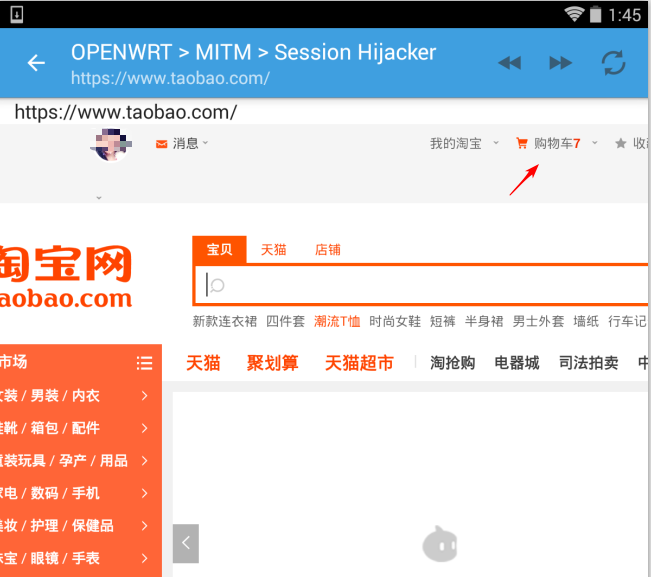 1:45
OPENWRT > MITM > Session Hijacker
https://www.taobao.com/
https://www.taobao.com/
消息 我的淘宝 购物车7 收
宝贝 天猫 店铺
淘宝网
aobao.com
新款连衣裙 四件套 潮流T恤 时尚女鞋 短裤 半身裙 男士外套 墙纸 行车记
市场 天猫 聚划算 天猫超市 淘抢购 电器城 司法拍卖 中
女装 / 男装 / 内衣
鞋靴 / 箱包 / 配件
童装玩具 / 孕产 / 用品
家电 / 数码 / 手机
美妆 / 护理 / 保健品
珠宝 / 眼镜 / 手表